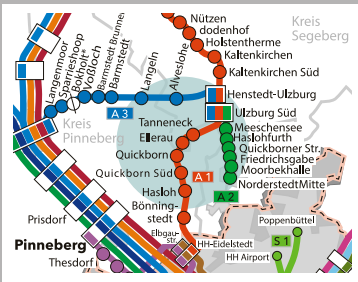 Nützen
dodenhof
Holstentherme
Kaltenkirchen
Kaltenkirchen Süd
Kreis
Segeberg
Langenmoor
Sparrieshoop
Bokholt*
Voßloch
Barmstedt Brunnen
Barmstedt
Langeln
Alveslohe
Henstedt-Ulzburg
A 3
Ulzburg Süd
Kreis
Pinneberg
Tanneneck
Ellerau
Quickborn
Quickborn Süd
Hasloh
Bönning-
stedt
A 1
Meeschensee
Haslohfurth
Quickborner Str.
Friedrichsgabe
Moorbekhalle
NorderstedtMitte
A 2
Prisdorf
Pinneberg
Thesdorf
Elbgau-
str.
HH-Eidelstedt
HH Airport
Poppenbüttel
S 1